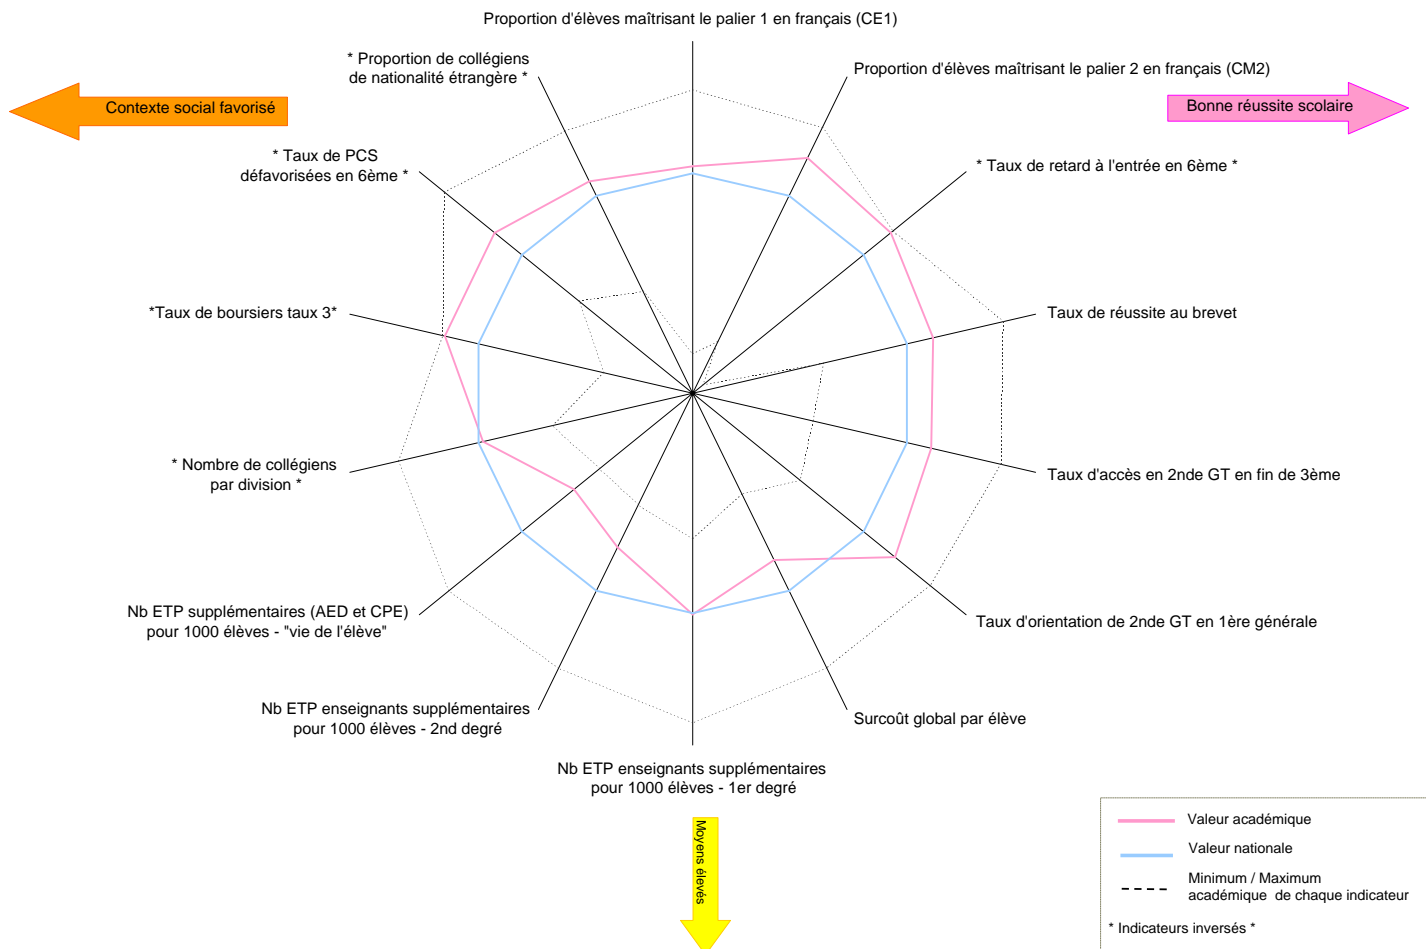 Proportion d'élèves maîtrisant le palier 1 en français (CE1)
* Proportion de collégiens
de nationalité étrangère *
Proportion d'élèves maîtrisant le palier 2 en français (CM2)
Contexte social favorisé
Bonne réussite scolaire
* Taux de PCS
défavorisées en 6ème *
* Taux de retard à l'entrée en 6ème *
*Taux de boursiers taux 3*
Taux de réussite au brevet
* Nombre de collégiens
par division *
Taux d'accès en 2nde GT en fin de 3ème
Nb ETP supplémentaires (AED et CPE)
pour 1000 élèves - "vie de l'élève"
Taux d'orientation de 2nde GT en 1ère générale
Nb ETP enseignants supplémentaires
pour 1000 élèves - 2nd degré
Surcoût global par élève
Nb ETP enseignants supplémentaires
pour 1000 élèves - 1er degré
Moyens élevés
Valeur académique
Valeur nationale
Minimum / Maximum
académique de chaque indicateur
* Indicateurs inversés *